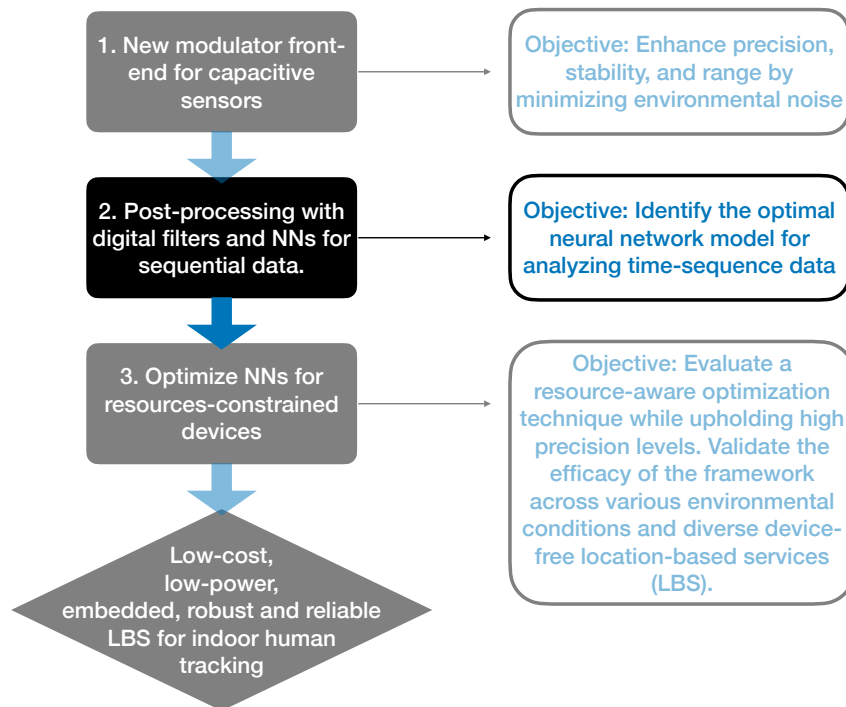 1. New modulator front-
end for capacitive
sensors
Objective: Enhance precision,
stability, and range by
minimizing environmental noise
2. Post-processing with
digital filters and NNs for
sequential data.
Objective: Identify the optimal
neural network model for
analyzing time-sequence data
3. Optimize NNs for
resources-constrained
devices
Objective: Evaluate a
resource-aware optimization
technique while upholding high
precision levels. Validate the
efficacy of the framework
across various environmental
conditions and diverse device-
free location-based services
(LBS).
Low-cost,
low-power,
embedded, robust and reliable
LBS for indoor human
tracking